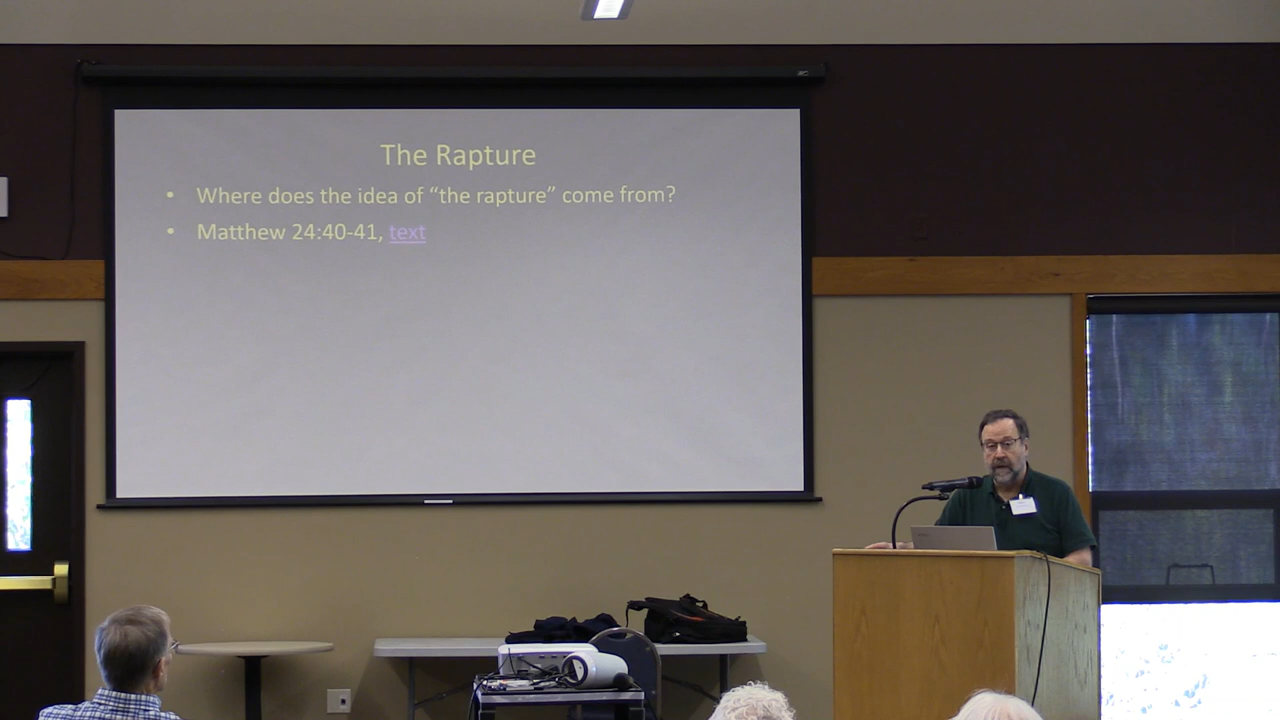 The Rapture
• Where does the idea of “the rapture” come from?
• Matthew 24:40-41, text